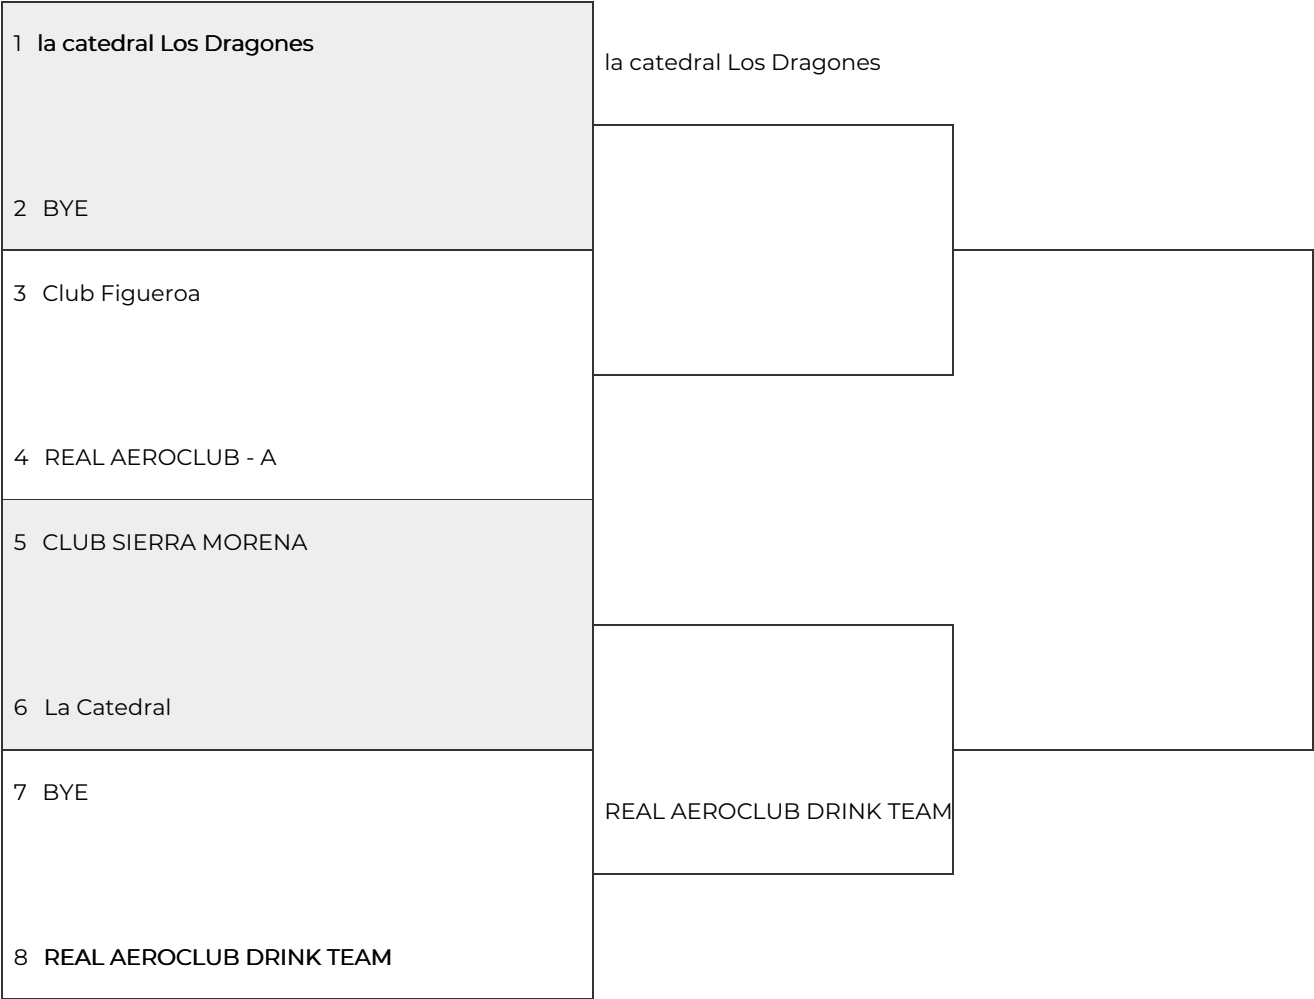 1 la catedral Los Dragones
la catedral Los Dragones
2 BYE
3 Club Figueroa
4 REAL AEROCLUB - A
5 CLUB SIERRA MORENA
6 La Catedral
7 BYE
REAL AEROCLUB DRINK TEAM
8 REAL AEROCLUB DRINK TEAM